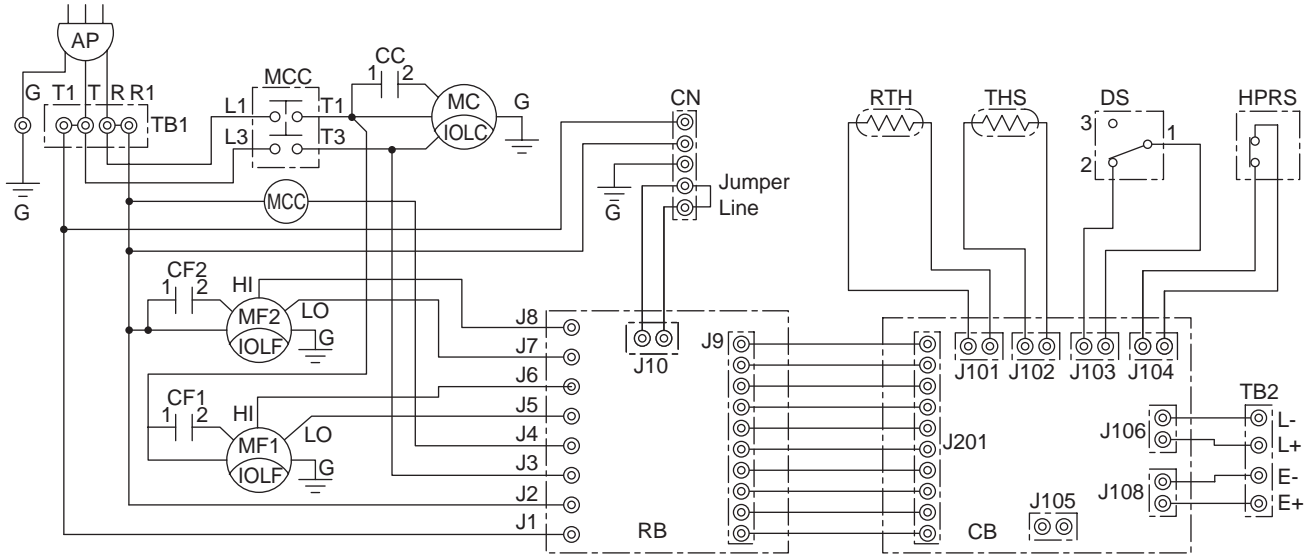 AP
CC
1 2
MCC
CN
RTH
THS
DS
HPRS
G
T1 T R R1
TB1
L1
T1
L3
T3
MC
IOLC
G
3
1
2
G
MCC
G
Jumper
Line
CF2
1 2
HI
LO
MF2
IOLF
G
J8
J7
J6
J5
J4
J3
J2
J1
J10
J9
J101
J102
J103
J104
CF1
1 2
HI
LO
MF1
IOLF
G
J201
J106
J108
J105
TB2
L-
L+
E-
E+
RB
CB